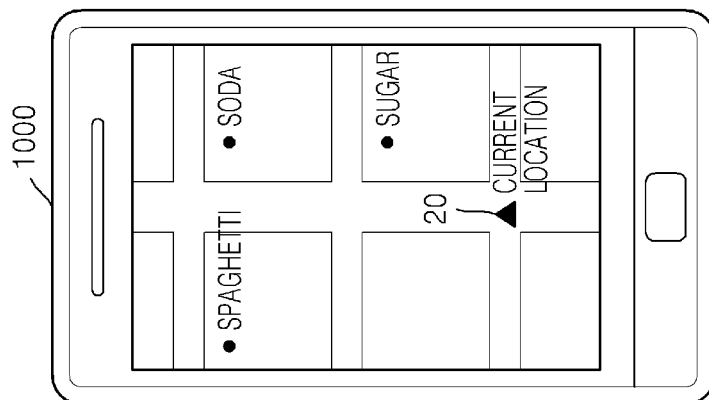 1000
SPAGHETTI
SODA
SUGAR
20
CURRENT
LOCATION